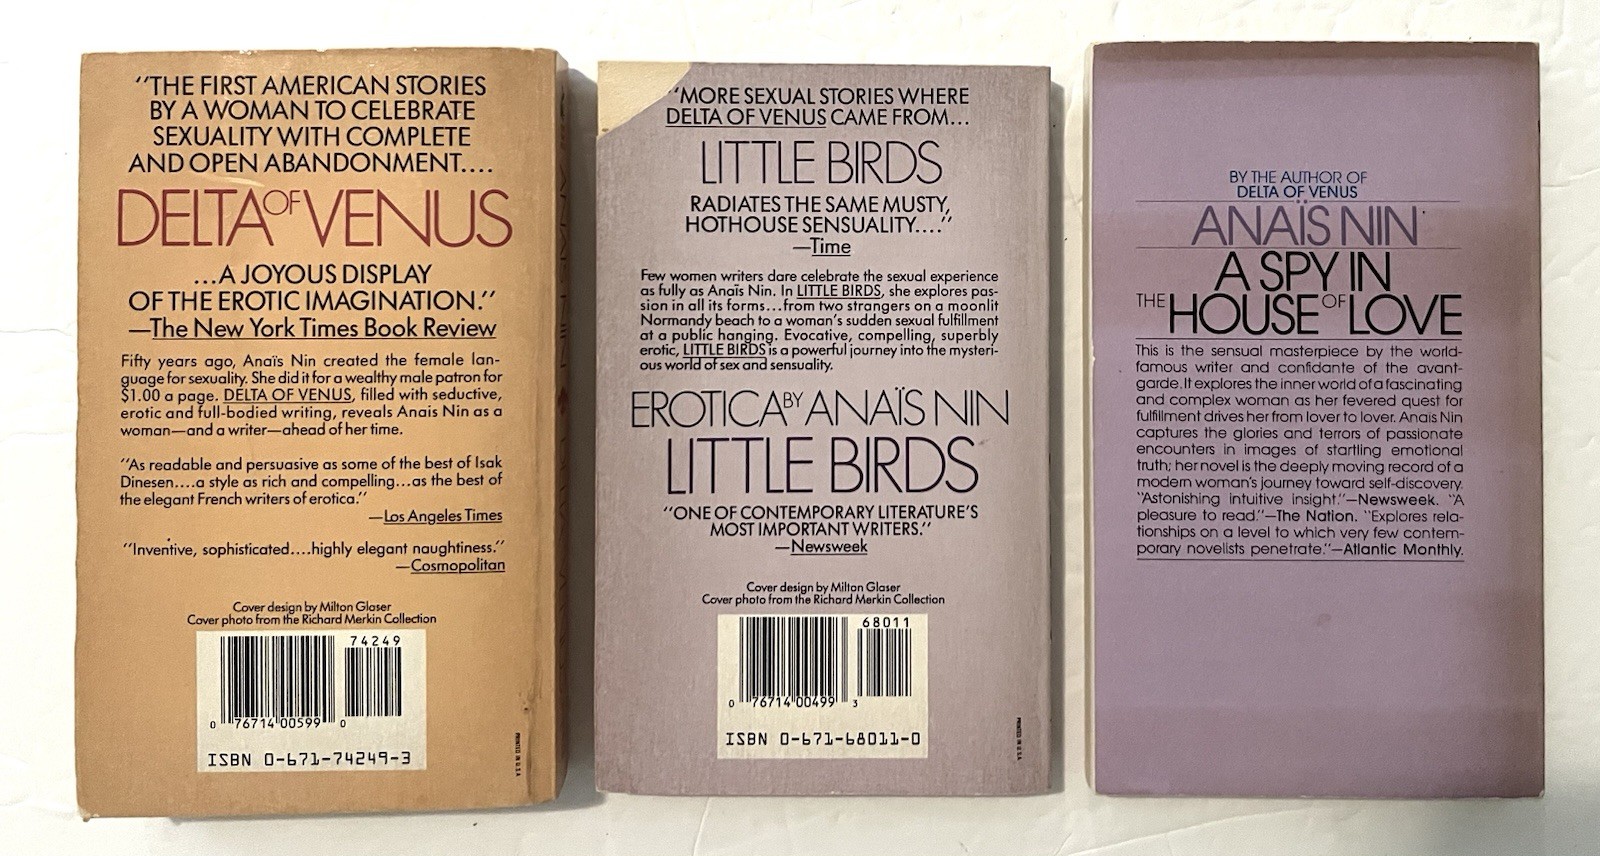 "THE FIRST AMERICAN STORIES
BY A WOMAN TO CELEBRATE
SEXUALITY WITH COMPLETE
AND OPEN ABANDONMENT....
DELTA OF VENUS
...A JOYOUS DISPLAY
OF THE EROTIC IMAGINATION."
—The New York Times Book Review
Fifty years ago, Anaïs Nin created the female lan-
guage for sexuality. She did it for a wealthy male patron for
$1.00 a page. DELTA OF VENUS, filled with seductive,
erotic and full-bodied writing, reveals Anais Nin as a
woman—and a writer—ahead of her time.
"As readable and persuasive as some of the best of Isak
Dinesen....a style as rich and compelling...as the best of
the elegant French writers of erotica."
—Los Angeles Times
"Inventive, sophisticated....highly elegant naughtiness."
—Cosmopolitan
Cover design by Milton Glaser
Cover photo from the Richard Merkin Collection
74249
0 76714 00599 0
ISBN 0-671-74249-3
PRINTED IN U.S.A.
"MORE SEXUAL STORIES WHERE
DELTA OF VENUS CAME FROM...
LITTLE BIRDS
RADIATES THE SAME MUSTY,
HOTHOUSE SENSUALITY...."
—Time
Few women writers dare celebrate the sexual experience
as fully as Anaïs Nin. In LITTLE BIRDS, she explores pas-
sion in all its forms...from two strangers on a moonlit
Normandy beach to a woman's sudden sexual fulfillment
at a public hanging. Evocative, compelling, superbly
erotic, LITTLE BIRDS is a powerful journey into the mysteri-
ous world of sex and sensuality.
EROTICA BY ANAÏS NIN
LITTLE BIRDS
"ONE OF CONTEMPORARY LITERATURE'S
MOST IMPORTANT WRITERS."
—Newsweek
Cover design by Milton Glaser
Cover photo from the Richard Merkin Collection
68011
0 76714 00499 3
ISBN 0-671-68011-0
PRINTED IN U.S.A.
BY THE AUTHOR OF
DELTA OF VENUS
ANAÏS NIN
A SPY IN
THE HOUSE OF LOVE
This is the sensual masterpiece by the world-
famous writer and confidante of the avant-
garde. It explores the inner world of a fascinating
and complex woman as her fevered quest for
fulfillment drives her from lover to lover. Anais Nin
captures the glories and terrors of passionate
encounters in images of startling emotional
truth; her novel is the deeply moving record of a
modern woman's journey toward self-discovery.
"Astonishing intuitive insight."—Newsweek. "A
pleasure to read."—The Nation. "Explores rela-
tionships on a level to which very few contem-
porary novelists penetrate."—Atlantic Monthly.